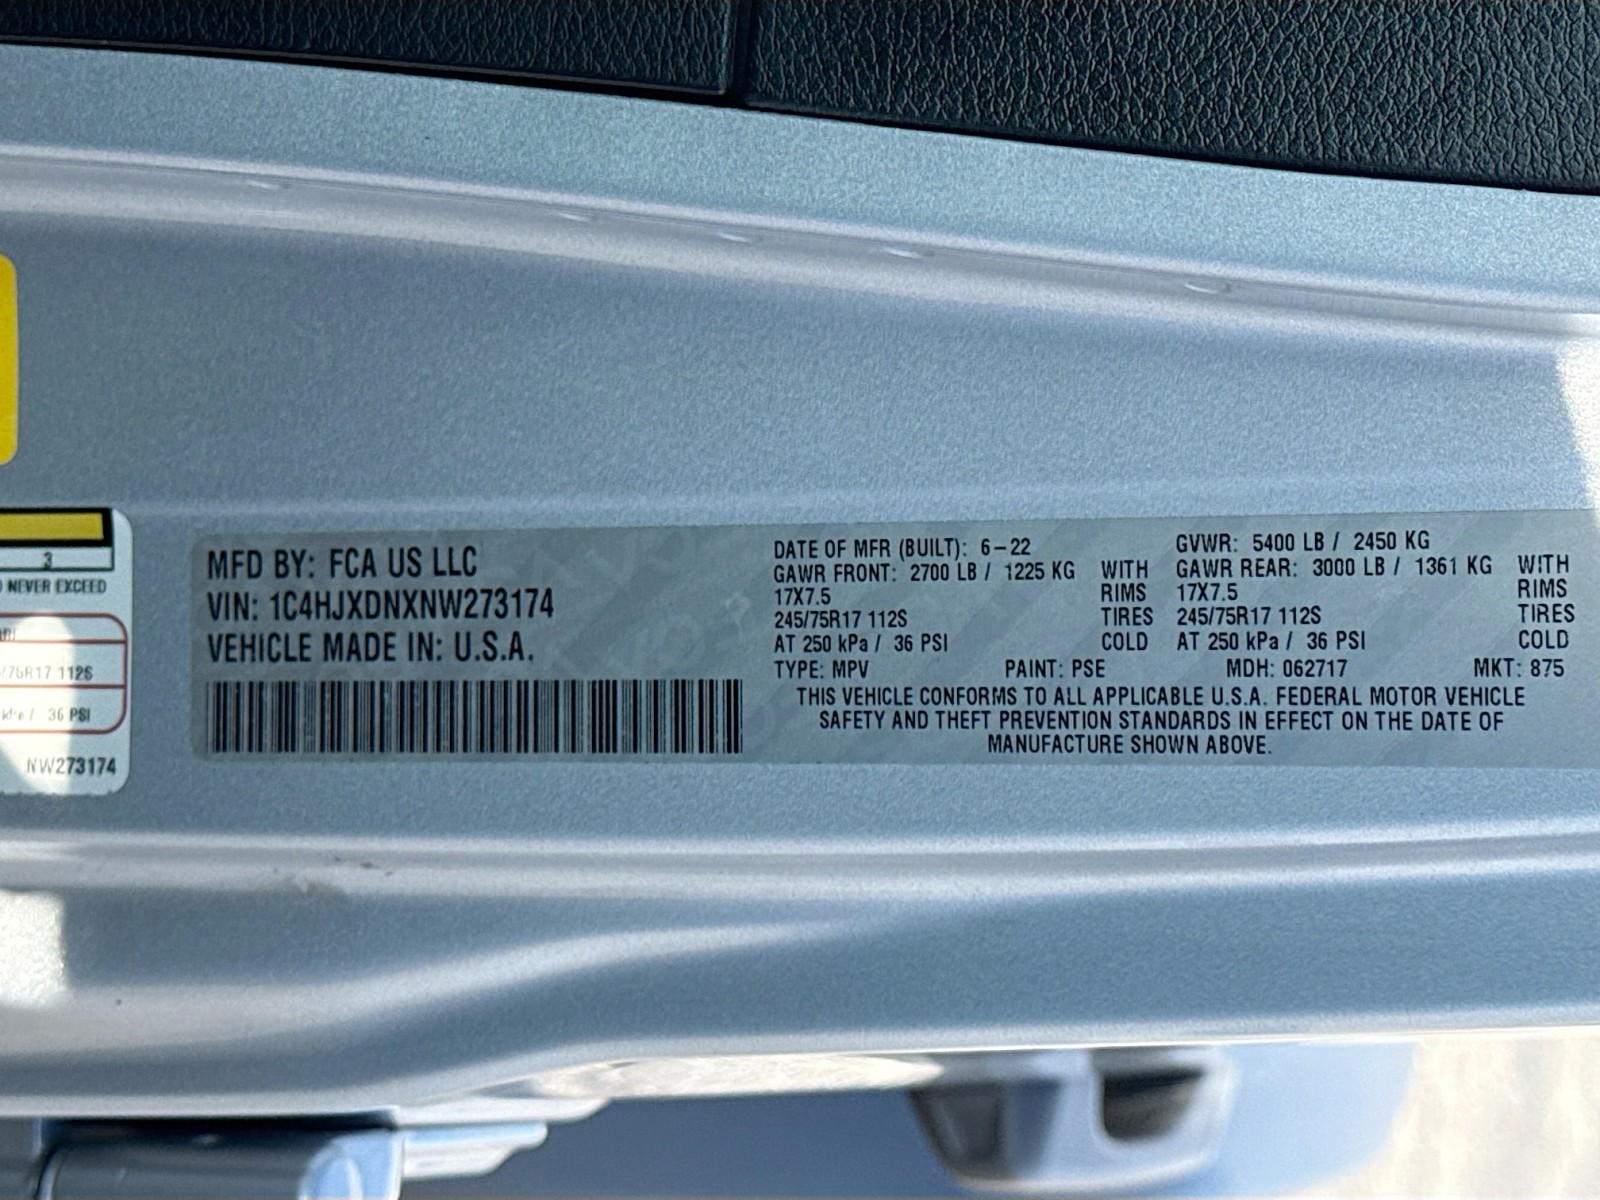 3
NEVER EXCEED
/75R17 112S
36 PSI
NW273174
MFD BY: FCA US LLC
VIN: 1C4HJXDNXNW273174
VEHICLE MADE IN: U.S.A.
DATE OF MFR (BUILT): 6-22 GVWR: 5400 LB / 2450 KG
GAWR FRONT: 2700 LB / 1225 KG WITH GAWR REAR: 3000 LB / 1361 KG WITH
17X7.5 RIMS 17X7.5 RIMS
245/75R17 112S TIRES 245/75R17 112S TIRES
AT 250 kPa / 36 PSI COLD AT 250 kPa / 36 PSI COLD
TYPE: MPV PAINT: PSE MDH: 062717 MKT: 875
THIS VEHICLE CONFORMS TO ALL APPLICABLE U.S.A. FEDERAL MOTOR VEHICLE
SAFETY AND THEFT PREVENTION STANDARDS IN EFFECT ON THE DATE OF
MANUFACTURE SHOWN ABOVE.